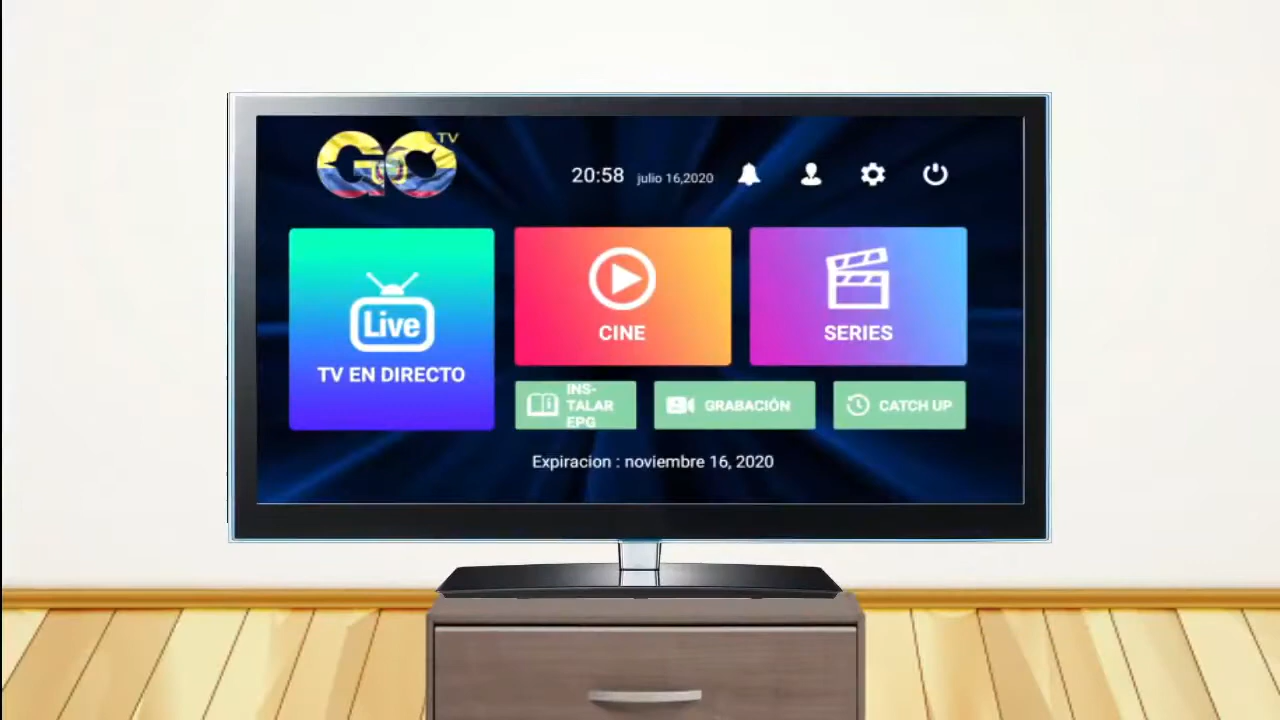 GO TV
20:58 julio 16,2020
Live
TV EN DIRECTO
CINE
SERIES
INS-
TALAR
EPG
GRABACIÓN
CATCH UP
Expiracion : noviembre 16, 2020